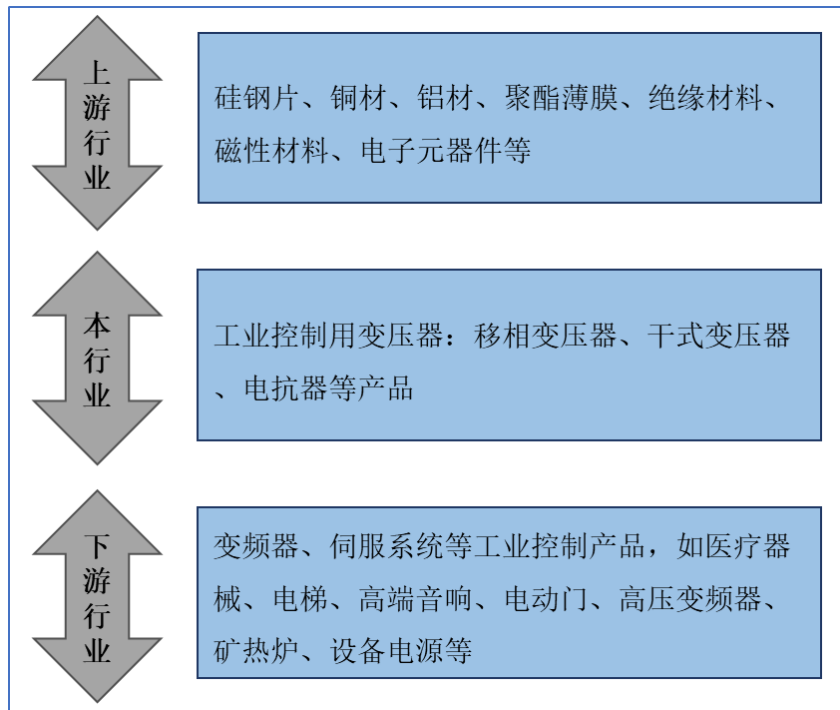 上游行业
硅钢片、铜材、铝材、聚酯薄膜、绝缘材料、
磁性材料、电子元器件等
本行业
工业控制用变压器：移相变压器、干式变压器
、电抗器等产品
下游行业
变频器、伺服系统等工业控制产品，如医疗器
械、电梯、高端音响、电动门、高压变频器、
矿热炉、设备电源等